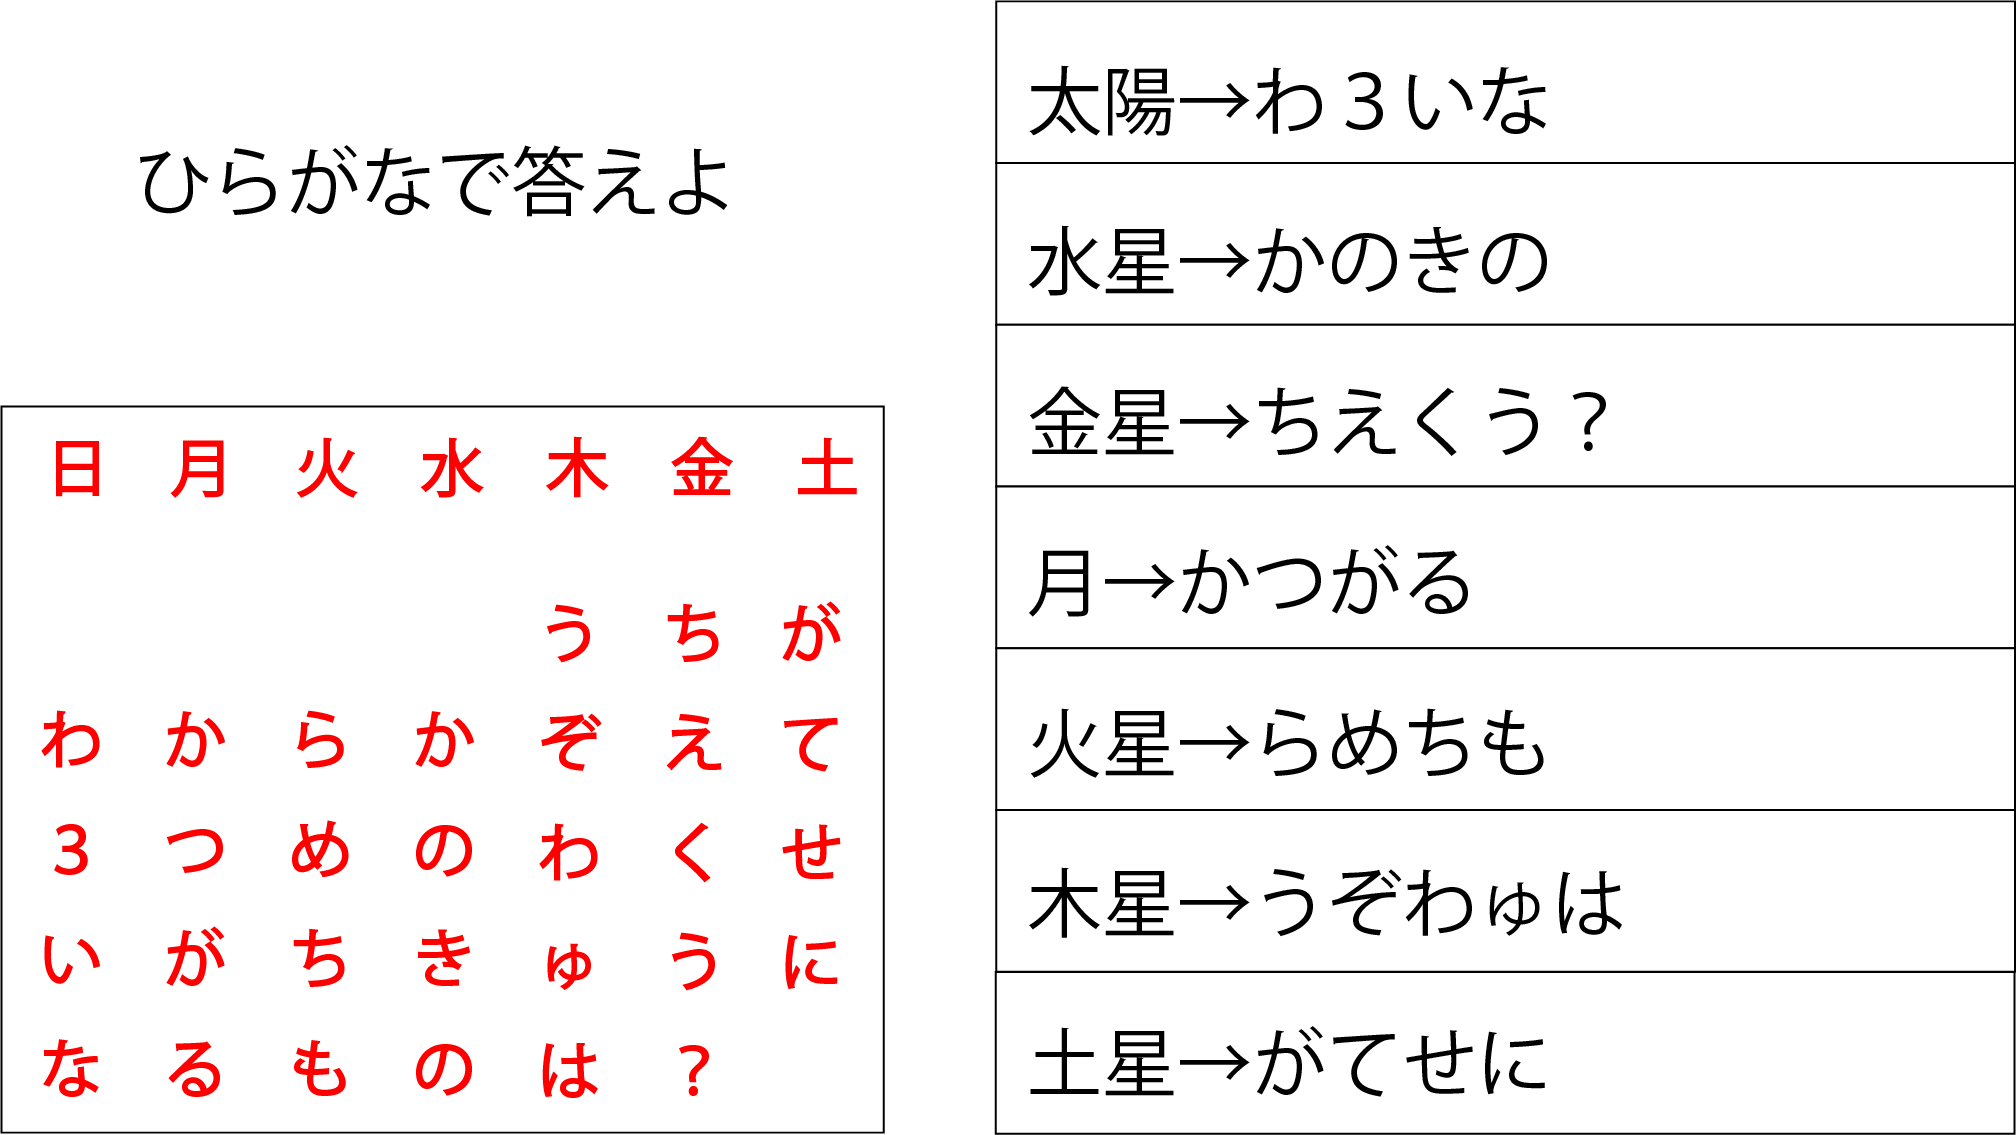 ひらがなで答えよ
日 月 火 水 木 金 土
う ち が
わ か ら か ぞ え て
3 つ め の わ く せ
い が ち き ゅ う に
な る も の は ?
太陽→わ３いな
水星→かのきの
金星→ちえくう？
月→かつがる
火星→らめちも
木星→うぞわゅは
土星→がてせに